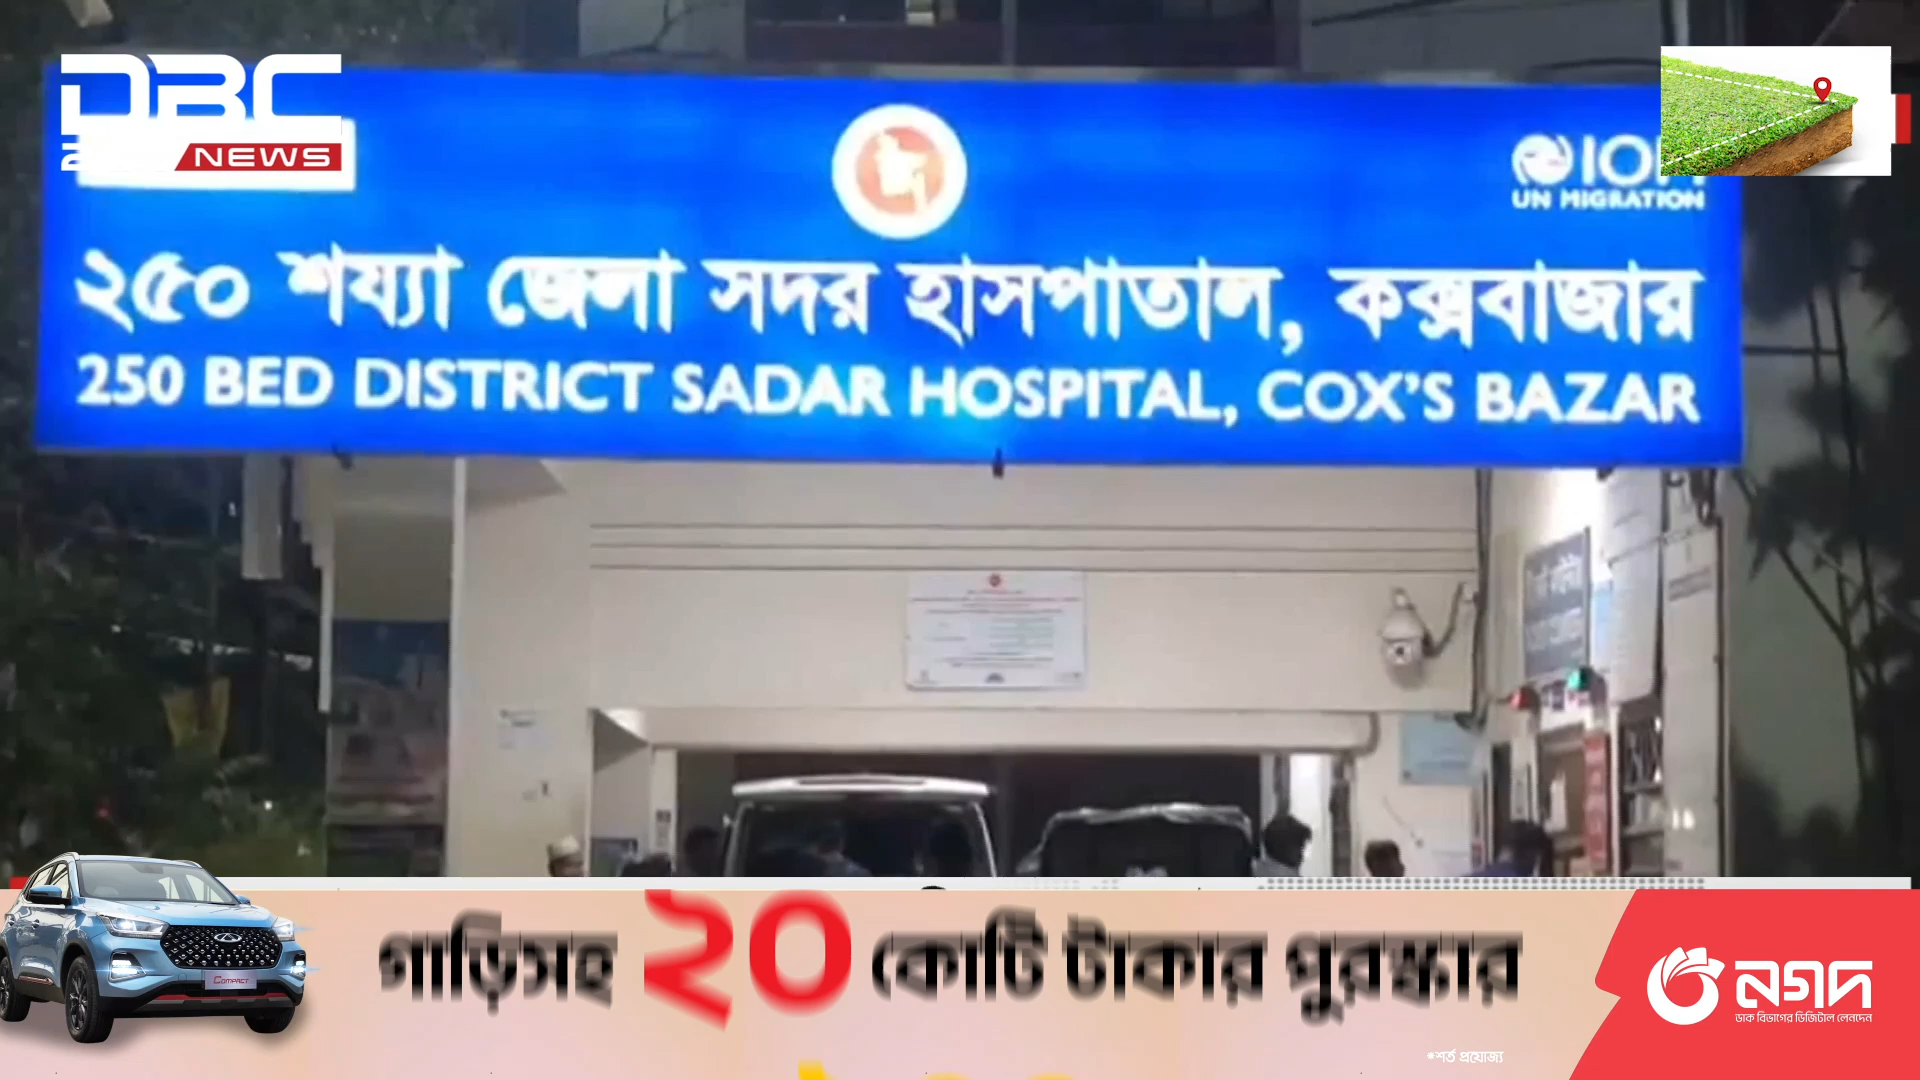 DBC
NEWS
UN MIGRATION
২৫০ শয্যা জেলা সদর হাসপাতাল, কক্সবাজার
250 BED DISTRICT SADAR HOSPITAL, COX'S BAZAR
COMPACT
গাড়িসহ ২০ কোটি টাকার পুরস্কার
নগদ
ডাক বিভাগের ডিজিটাল লেনদেন
*শর্ত প্রযোজ্য